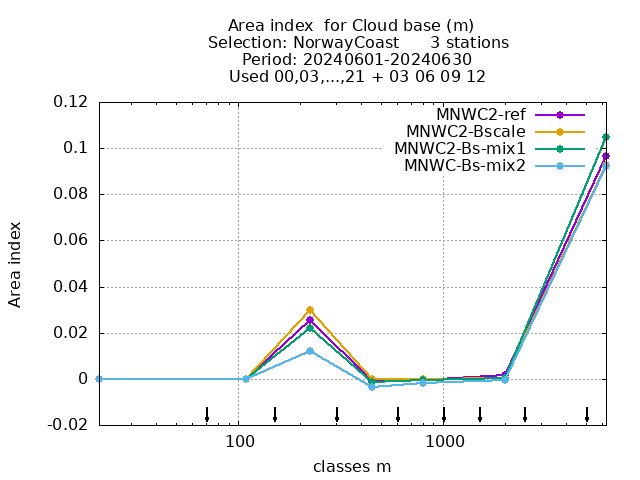 Area index  for Cloud base (m)
Selection: NorwayCoast      3 stations
Period: 20240601-20240630
Used 00,03,...,21 + 03 06 09 12
MNWC2-ref
MNWC2-Bscale
MNWC2-Bs-mix1
MNWC-Bs-mix2
0.12
0.1
0.08
0.06
0.04
0.02
0
-0.02
Area index
100 1000
classes m